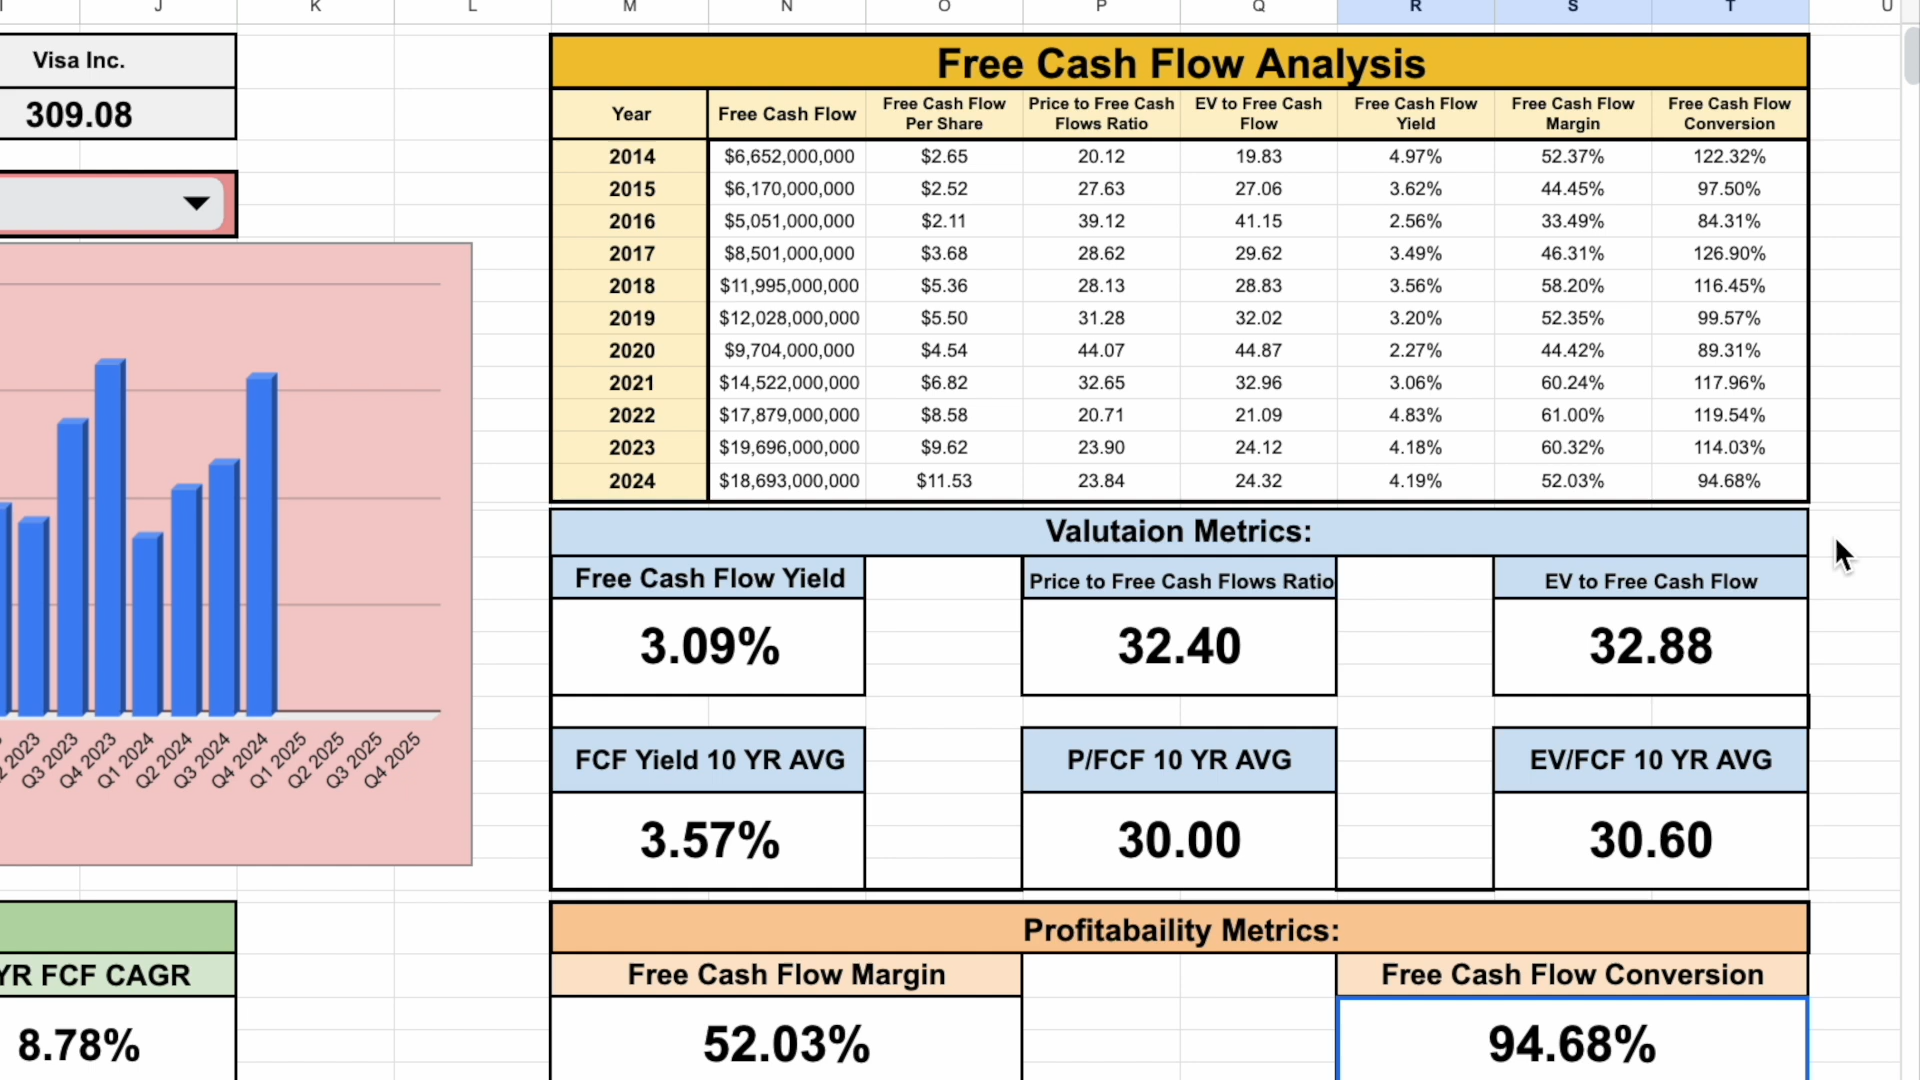 J K L M N O P Q R S T U
Visa Inc.
309.08
Free Cash Flow Analysis
Year Free Cash Flow Free Cash Flow Per Share Price to Free Cash Flows Ratio EV to Free Cash Flow Free Cash Flow Yield Free Cash Flow Margin Free Cash Flow Conversion
2014 $6,652,000,000 $2.65 20.12 19.83 4.97% 52.37% 122.32%
2015 $6,170,000,000 $2.52 27.63 27.06 3.62% 44.45% 97.50%
2016 $5,051,000,000 $2.11 39.12 41.15 2.56% 33.49% 84.31%
2017 $8,501,000,000 $3.68 28.62 29.62 3.49% 46.31% 126.90%
2018 $11,995,000,000 $5.36 28.13 28.83 3.56% 58.20% 116.45%
2019 $12,028,000,000 $5.50 31.28 32.02 3.20% 52.35% 99.57%
2020 $9,704,000,000 $4.54 44.07 44.87 2.27% 44.42% 89.31%
2021 $14,522,000,000 $6.82 32.65 32.96 3.06% 60.24% 117.96%
2022 $17,879,000,000 $8.58 20.71 21.09 4.83% 61.00% 119.54%
2023 $19,696,000,000 $9.62 23.90 24.12 4.18% 60.32% 114.03%
2024 $18,693,000,000 $11.53 23.84 24.32 4.19% 52.03% 94.68%
Valutaion Metrics:
Free Cash Flow Yield Price to Free Cash Flows Ratio EV to Free Cash Flow
3.09% 32.40 32.88
FCF Yield 10 YR AVG P/FCF 10 YR AVG EV/FCF 10 YR AVG
3.57% 30.00 30.60
2023 Q3 2023 Q4 2023 Q1 2024 Q2 2024 Q3 2024 Q4 2024 Q1 2025 Q2 2025 Q3 2025 Q4 2025
Profitabaility Metrics:
YR FCF CAGR
8.78%
Free Cash Flow Margin Free Cash Flow Conversion
52.03% 94.68%